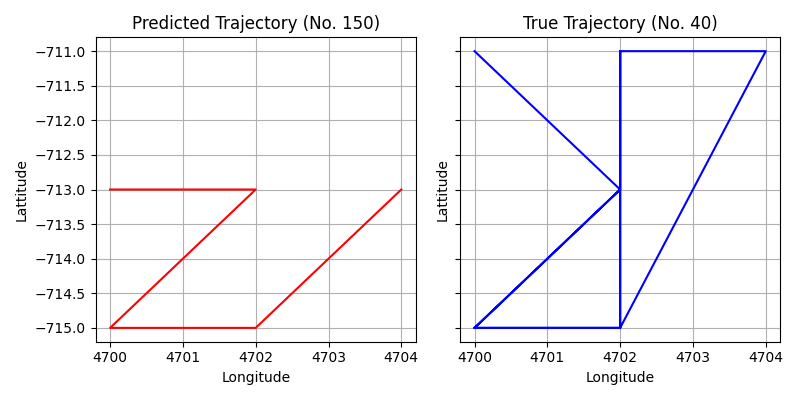 Predicted Trajectory (No. 150)
True Trajectory (No. 40)
−711.0
−711.5
−712.0
−712.5
−713.0
−713.5
−714.0
−714.5
−715.0
Lattitude
Lattitude
4700 4701 4702 4703 4704
4700 4701 4702 4703 4704
Longitude
Longitude